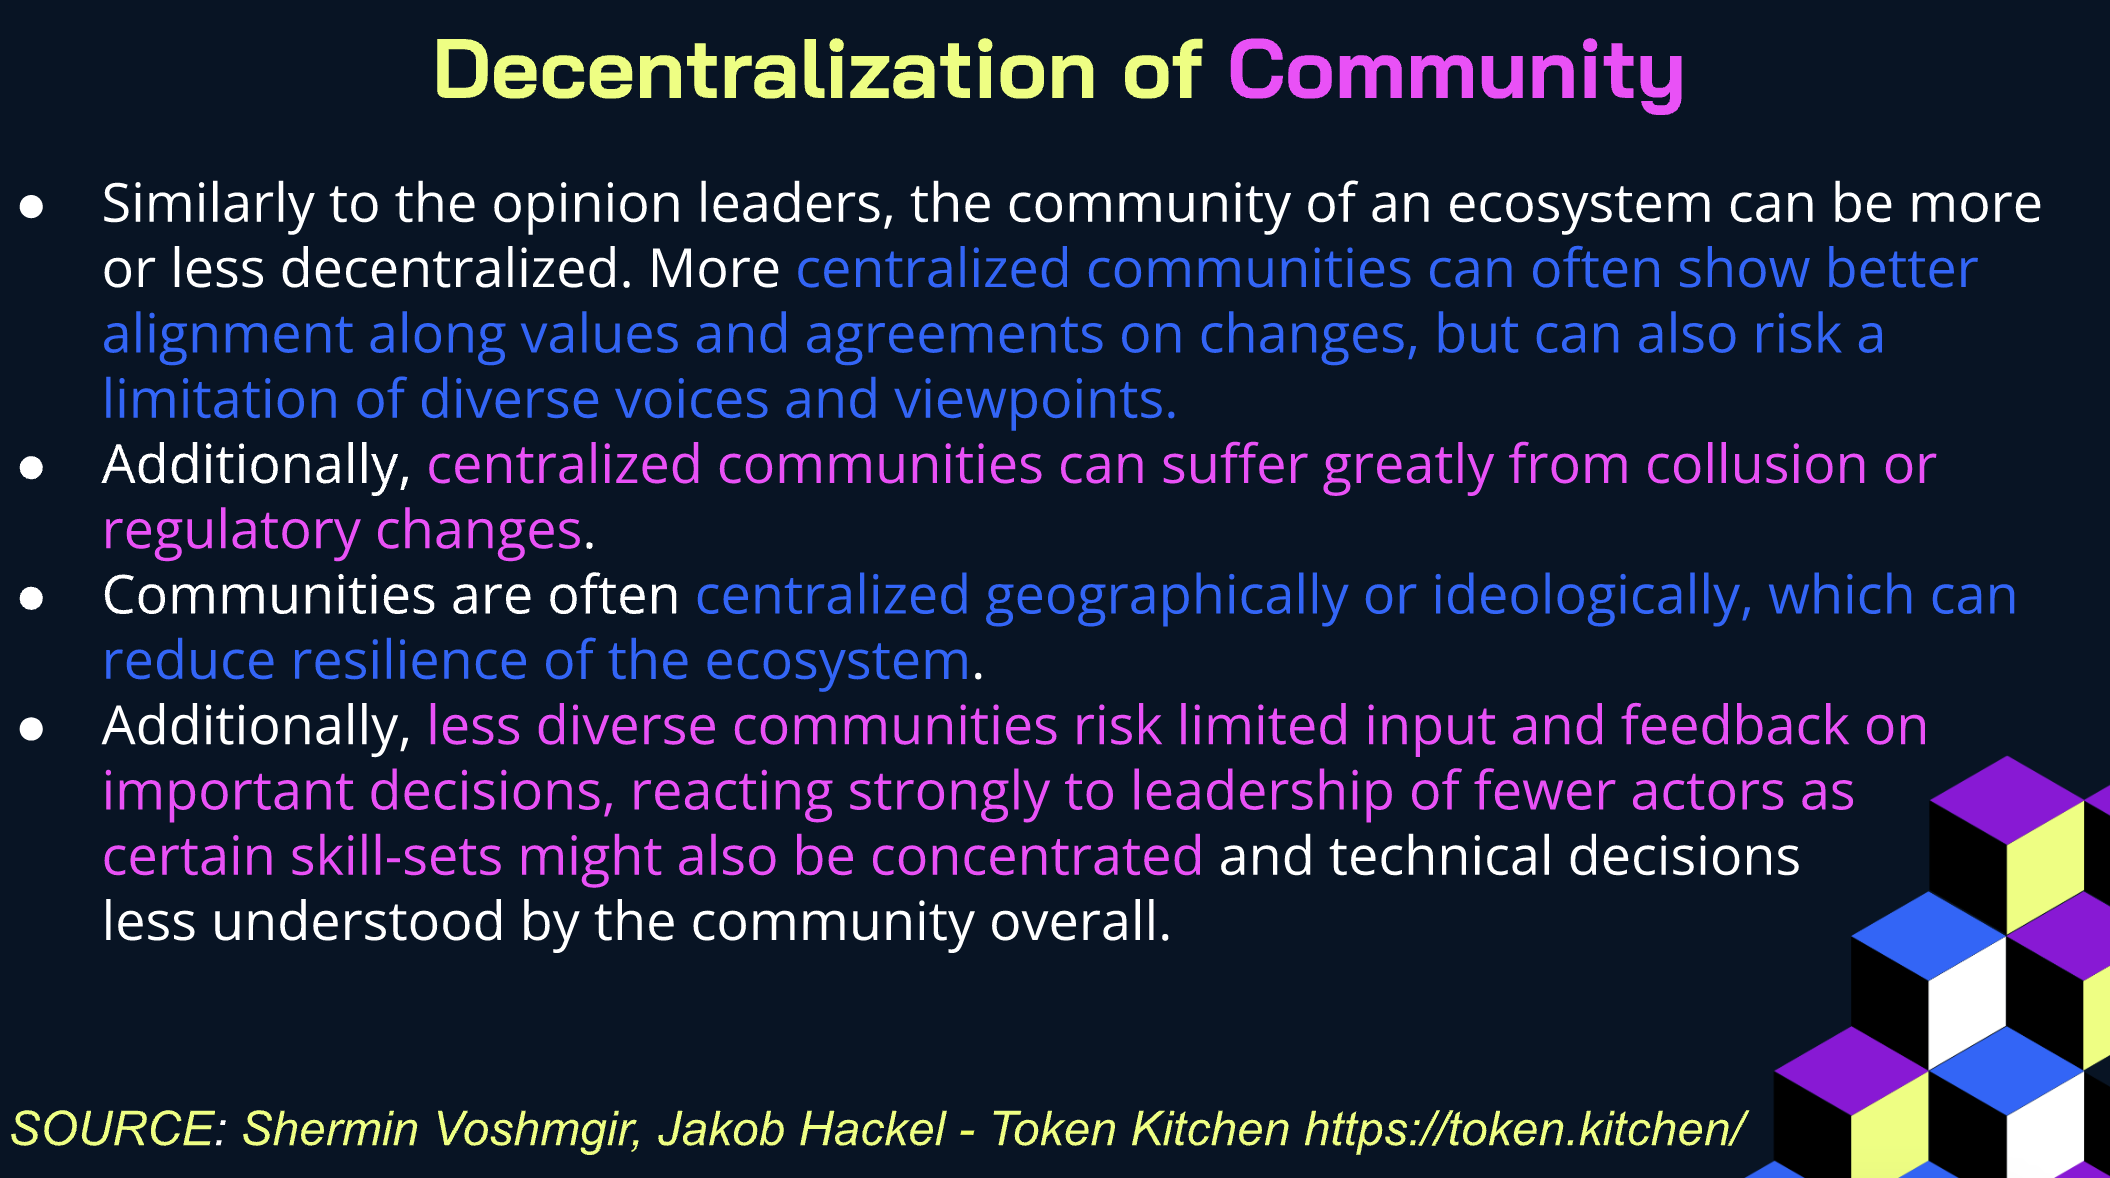 Decentralization of Community
● Similarly to the opinion leaders, the community of an ecosystem can be more
or less decentralized. More centralized communities can often show better
alignment along values and agreements on changes, but can also risk a
limitation of diverse voices and viewpoints.
● Additionally, centralized communities can suffer greatly from collusion or
regulatory changes.
● Communities are often centralized geographically or ideologically, which can
reduce resilience of the ecosystem.
● Additionally, less diverse communities risk limited input and feedback on
important decisions, reacting strongly to leadership of fewer actors as
certain skill-sets might also be concentrated and technical decisions
less understood by the community overall.
SOURCE: Shermin Voshmgir, Jakob Hackel - Token Kitchen https://token.kitchen/